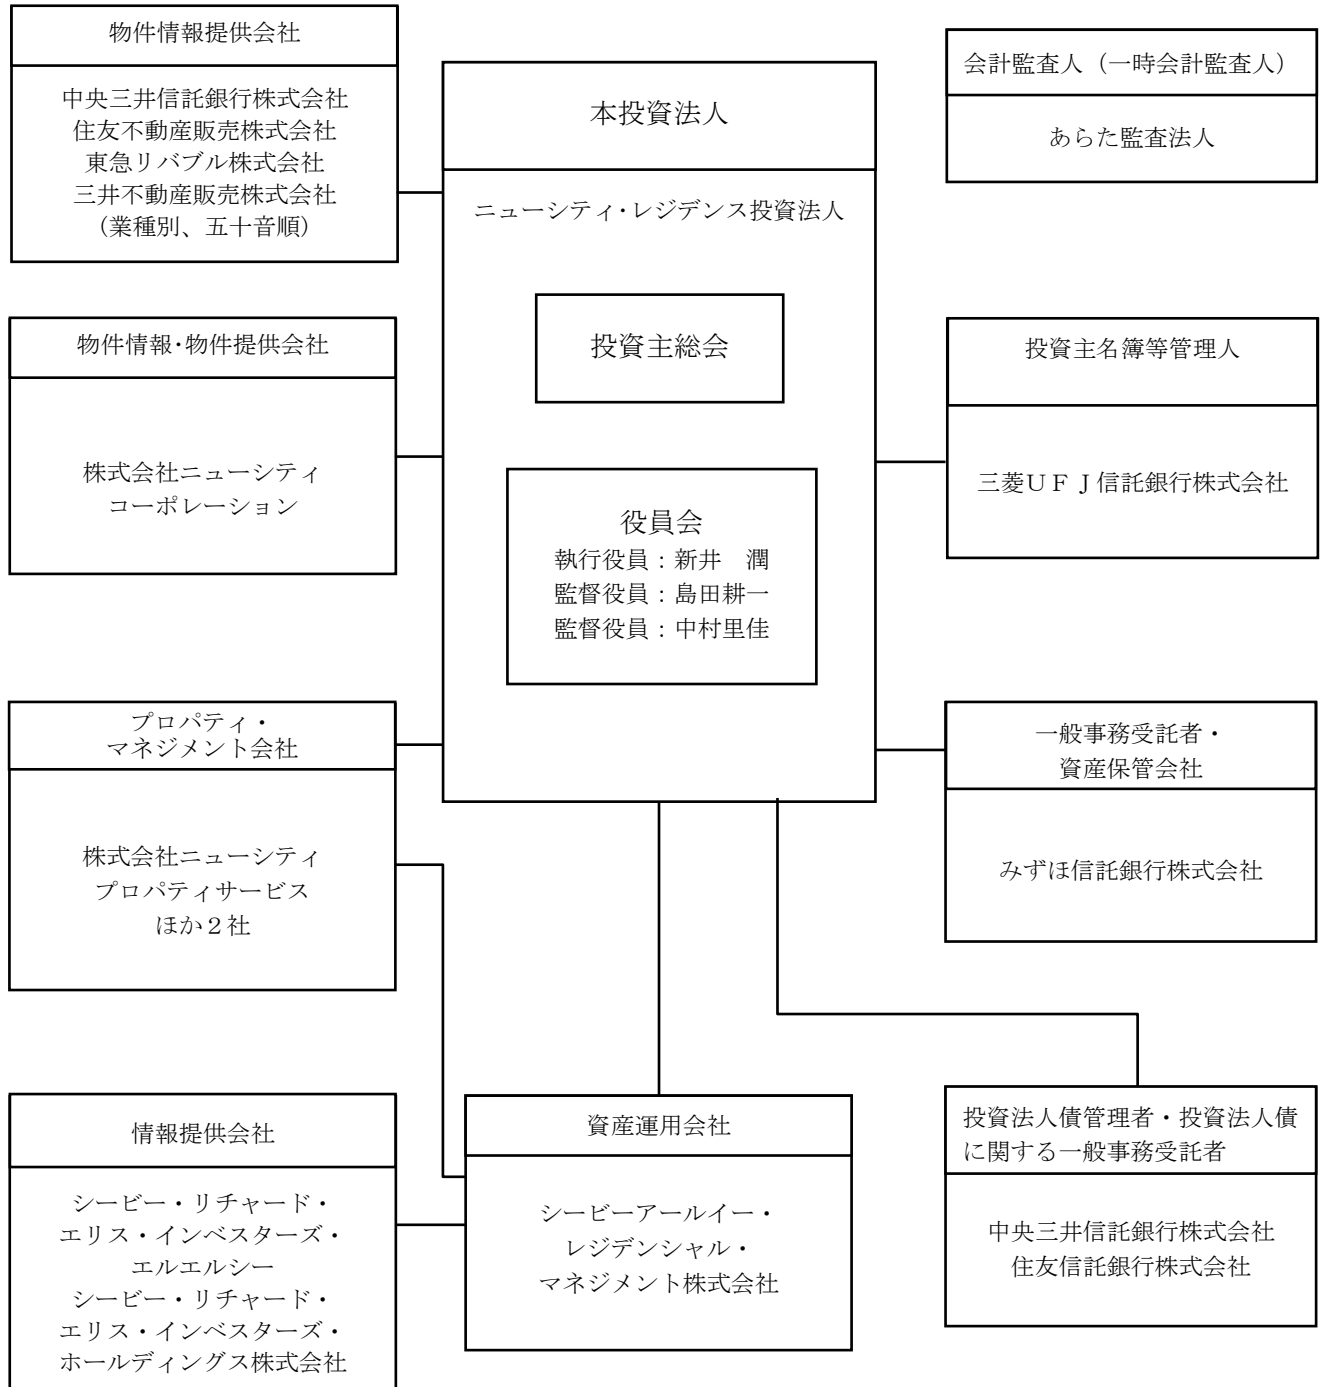 物件情報提供会社
中央三井信託銀行株式会社
住友不動産販売株式会社
東急リバブル株式会社
三井不動産販売株式会社
(業種別、五十音順)
本投資法人
ニューシティ・レジデンス投資法人
投資主総会
役員会
執行役員：新井　潤
監督役員：島田耕一
監督役員：中村里佳
会計監査人（一時会計監査人）
あらた監査法人
物件情報・物件提供会社
株式会社ニューシティ
コーポレーション
投資主名簿等管理人
三菱ＵＦＪ信託銀行株式会社
プロパティ・
マネジメント会社
株式会社ニューシティ
プロパティサービス
ほか２社
一般事務受託者・
資産保管会社
みずほ信託銀行株式会社
情報提供会社
シービー・リチャード・
エリス・インベスターズ・
エルエルシー
シービー・リチャード・
エリス・インベスターズ・
ホールディングス株式会社
資産運用会社
シービーアールイー・
レジデンシャル・
マネジメント株式会社
投資法人債管理者・投資法人債
に関する一般事務受託者
中央三井信託銀行株式会社
住友信託銀行株式会社